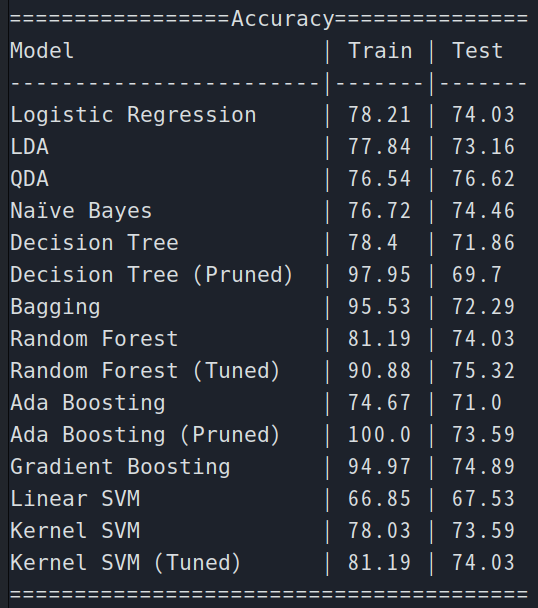 =================Accuracy===============
Model                   | Train | Test
------------------------|-------|-------
Logistic Regression     | 78.21 | 74.03
LDA                     | 77.84 | 73.16
QDA                     | 76.54 | 76.62
Naïve Bayes             | 76.72 | 74.46
Decision Tree           | 78.4  | 71.86
Decision Tree (Pruned)  | 97.95 | 69.7
Bagging                 | 95.53 | 72.29
Random Forest           | 81.19 | 74.03
Random Forest (Tuned)   | 90.88 | 75.32
Ada Boosting            | 74.67 | 71.0
Ada Boosting (Pruned)   | 100.0 | 73.59
Gradient Boosting       | 94.97 | 74.89
Linear SVM              | 66.85 | 67.53
Kernel SVM              | 78.03 | 73.59
Kernel SVM (Tuned)      | 81.19 | 74.03
========================================